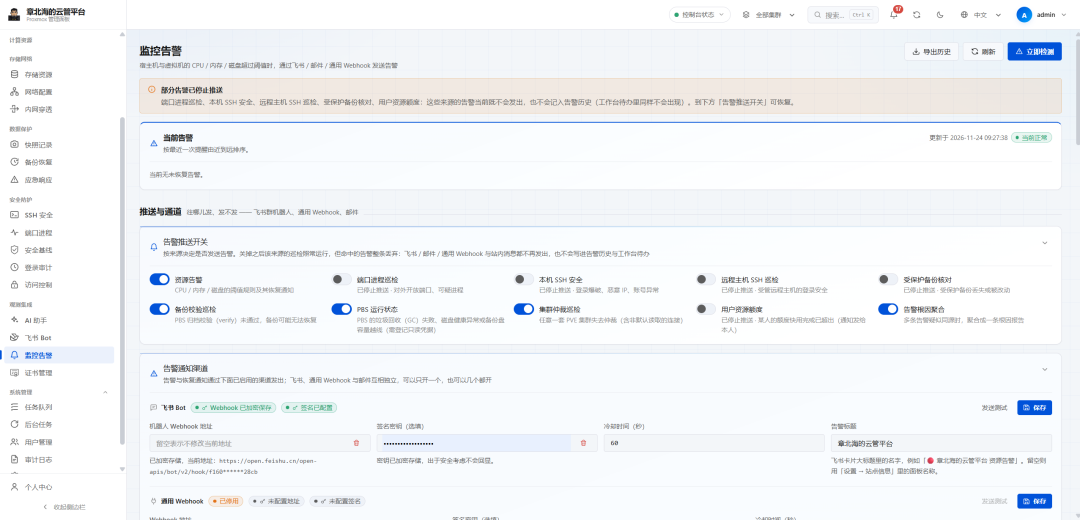 章北海的云管平台
Proxmox 管理面板
控制台状态
全部集群
搜索...
Ctrl K
17
中文
A
admin
计算资源
存储网络
存储资源
网络配置
内网穿透
数据保护
快照记录
备份恢复
应急响应
安全防护
SSH 安全
端口进程
安全基线
登录审计
访问控制
观测集成
AI 助手
飞书 Bot
监控告警
证书管理
系统管理
任务队列
后台任务
用户管理
审计日志
个人中心
收起侧边栏
监控告警
宿主机与虚拟机的 CPU / 内存 / 磁盘超过阈值时，通过飞书 / 邮件 / 通用 Webhook 发送告警
导出历史
刷新
立即检测
部分告警已停止推送
端口进程巡检、本机 SSH 安全、远程主机 SSH 巡检、受保护备份核对、用户资源额度：这些来源的告警当前既不会发出，也不会记入告警历史（工作台待办里同样不会出现）。到下方「告警推送开关」可恢复。
当前告警
按最近一次提醒由近到远排序。
更新于 2026-11-24 09:27:38
当前正常
当前无未恢复告警。
推送与通道
往哪儿发、发不发 —— 飞书群机器人、通用 Webhook、邮件
告警推送开关
按来源决定是否发送告警。关掉之后该来源的巡检照常运行，但命中的告警整条丢弃：飞书 / 邮件 / 通用 Webhook 与站内消息都不再发出，也不会写进告警历史与工作台待办
资源告警
CPU / 内存 / 磁盘的阈值规则及其恢复通知
端口进程巡检
已停止推送 · 对外开放端口、可疑进程
本机 SSH 安全
已停止推送 · 登录爆破、恶意 IP、账号异常
远程主机 SSH 巡检
已停止推送 · 受管远程主机的登录安全
受保护备份核对
已停止推送 · 受保护备份丢失或被改动
备份校验巡检
PBS 归档校验（verify）未通过，备份可能无法恢复
PBS 运行状态
PBS 的垃圾回收（GC）失败、磁盘健康异常或备份盘
容量越线（需登记只读凭据）
集群仲裁巡检
任意一套 PVE 集群失去仲裁（含非默认读取的连接）
用户资源额度
已停止推送 · 某人的额度快用完或已超出（通知发给
本人）
告警根因聚合
多条告警疑似同源时，聚合成一条根因报告
告警通知渠道
告警与恢复通知通过下面已启用的渠道发出；飞书、通用 Webhook 与邮件互相独立，可以只开一个，也可以几个都开
飞书 Bot
Webhook 已加密保存
签名已配置
发送测试
保存
机器人 Webhook 地址
签名密钥（选填）
冷却时间（秒）
告警标题
留空表示不修改当前地址
••••••••••••••••••
60
章北海的云管平台
已加密存储，当前地址：https://open.feishu.cn/open-
apis/bot/v2/hook/f160******28cb
密钥已加密存储，出于安全考虑不会回显。
飞书卡片大标题里的名字，例如「🔴 章北海的云管平台 资源告警」。留空则
用「设置 → 站点信息」里的面板名称。
通用 Webhook
已停用
未配置地址
未配置签名
发送测试
保存
Webhook 地址
签名密钥（选填）
冷却时间（秒）